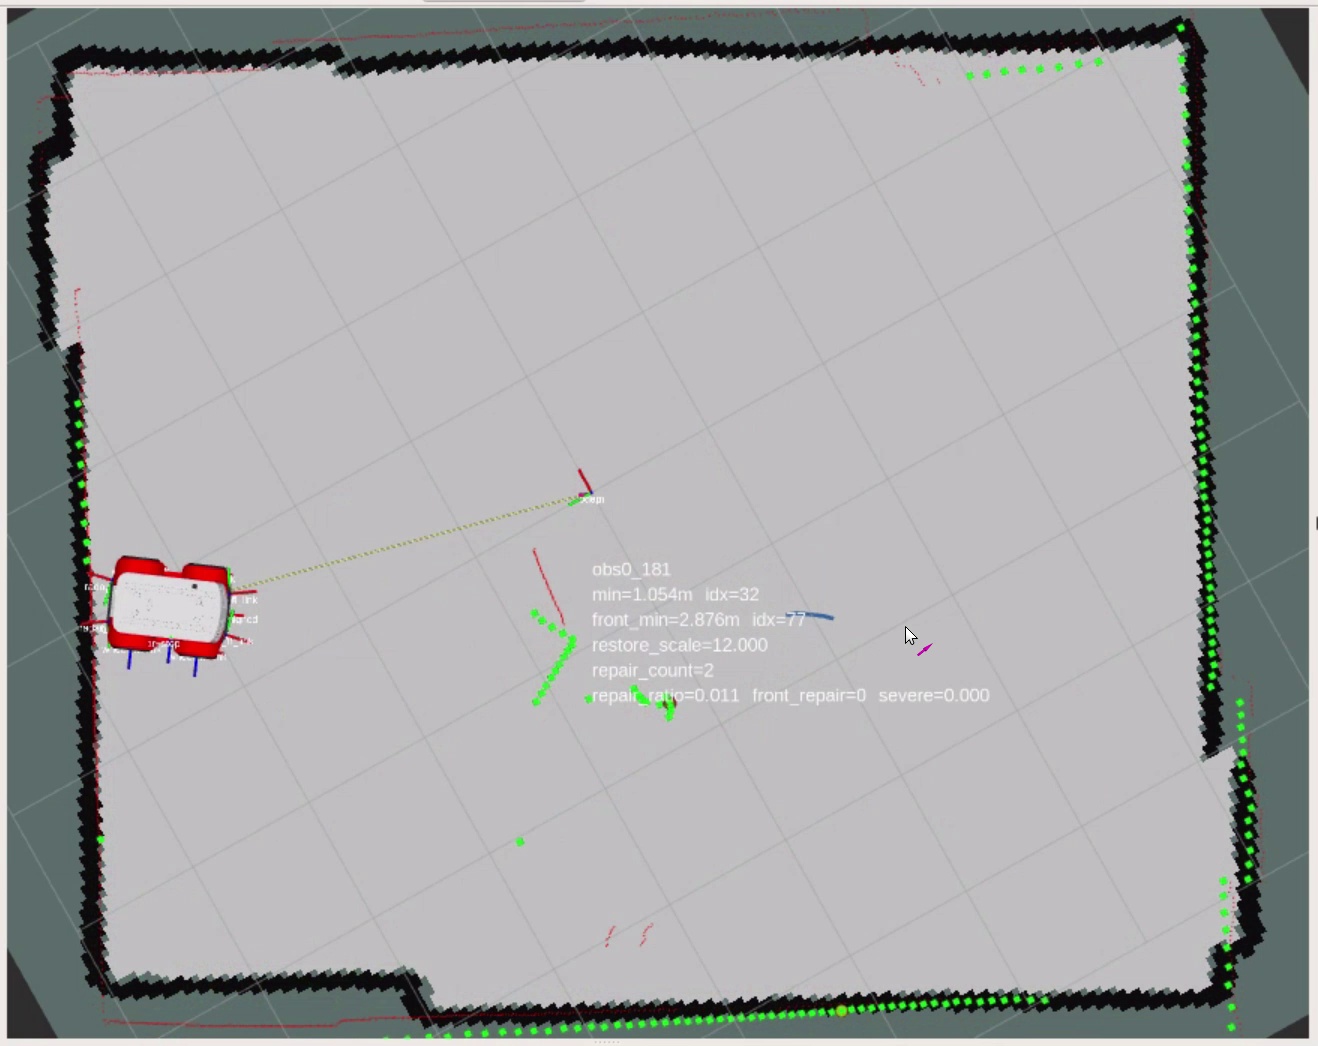 obs0_181
min=1.054m idx=32
front_min=2.876m idx=77
restore_scale=12.000
repair_count=2
repair_ratio=0.011 front_repair=0 severe=0.000